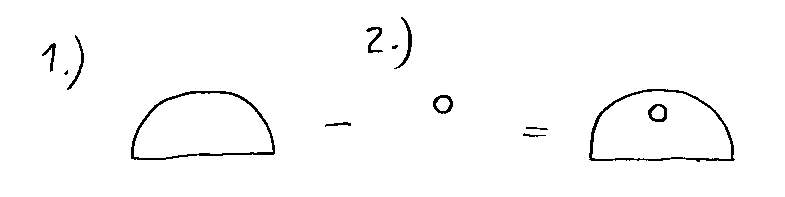 1.) 2.)
- =